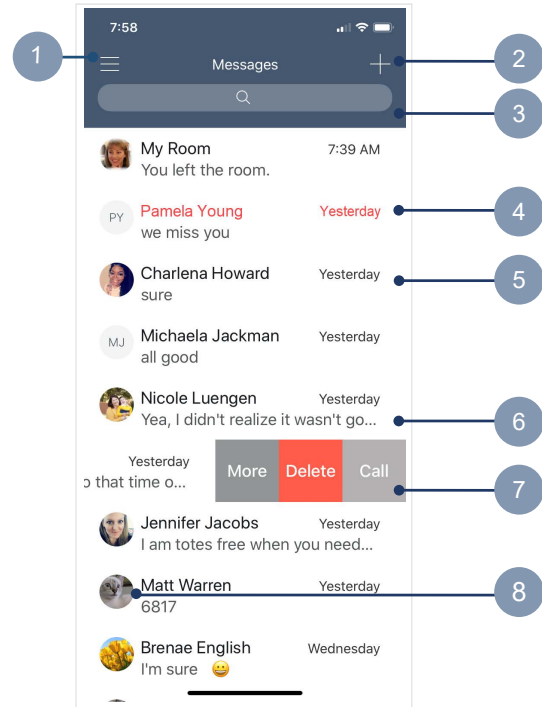 7:58
1
Messages
2
3
My Room 7:39 AM
You left the room.
PY
Pamela Young Yesterday
we miss you
4
Charlena Howard Yesterday
sure
5
MJ
Michaela Jackman Yesterday
all good
Nicole Luengen Yesterday
Yea, I didn't realize it wasn't go...
6
Yesterday
o that time o...
More Delete Call
7
Jennifer Jacobs Yesterday
I am totes free when you need...
Matt Warren Yesterday
6817
8
Brenae English Wednesday
I'm sure 😀